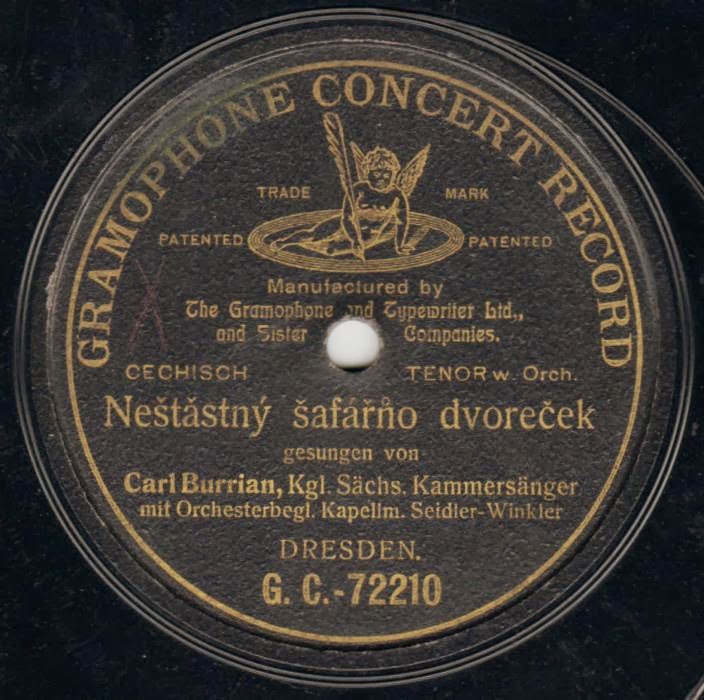 GRAMOPHONE CONCERT RECORD
TRADE MARK
PATENTED PATENTED
Manufactured by
The Gramophone and Typewriter Ltd.,
and Sister Companies.
CECHISCH TENOR w. Orch.
Neštăstný šafářňo dvoreček
gesungen von
Carl Burrian, Kgl. Sächs. Kammersänger
mit Orchesterbegl. Kapellm. Seidler-Winkler
DRESDEN.
G. C.-72210